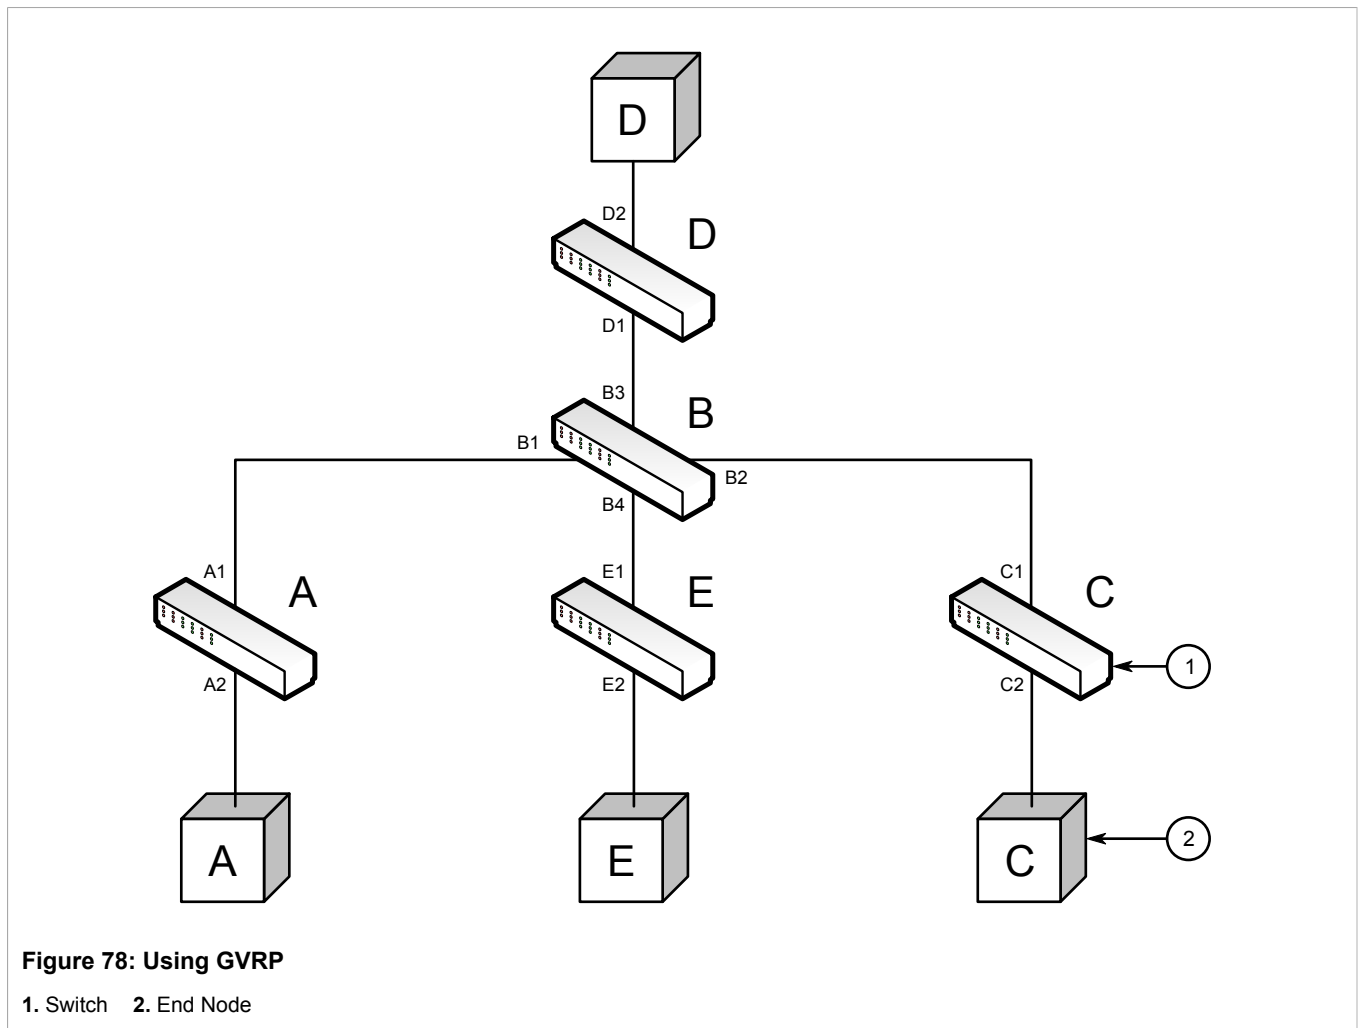 D
D2
D
D1
B3
B
B1
B2
B4
A1
A
E1
E
C1
C
1
A2
E2
C2
2
A
E
C
Figure 78: Using GVRP
1. Switch 2. End Node